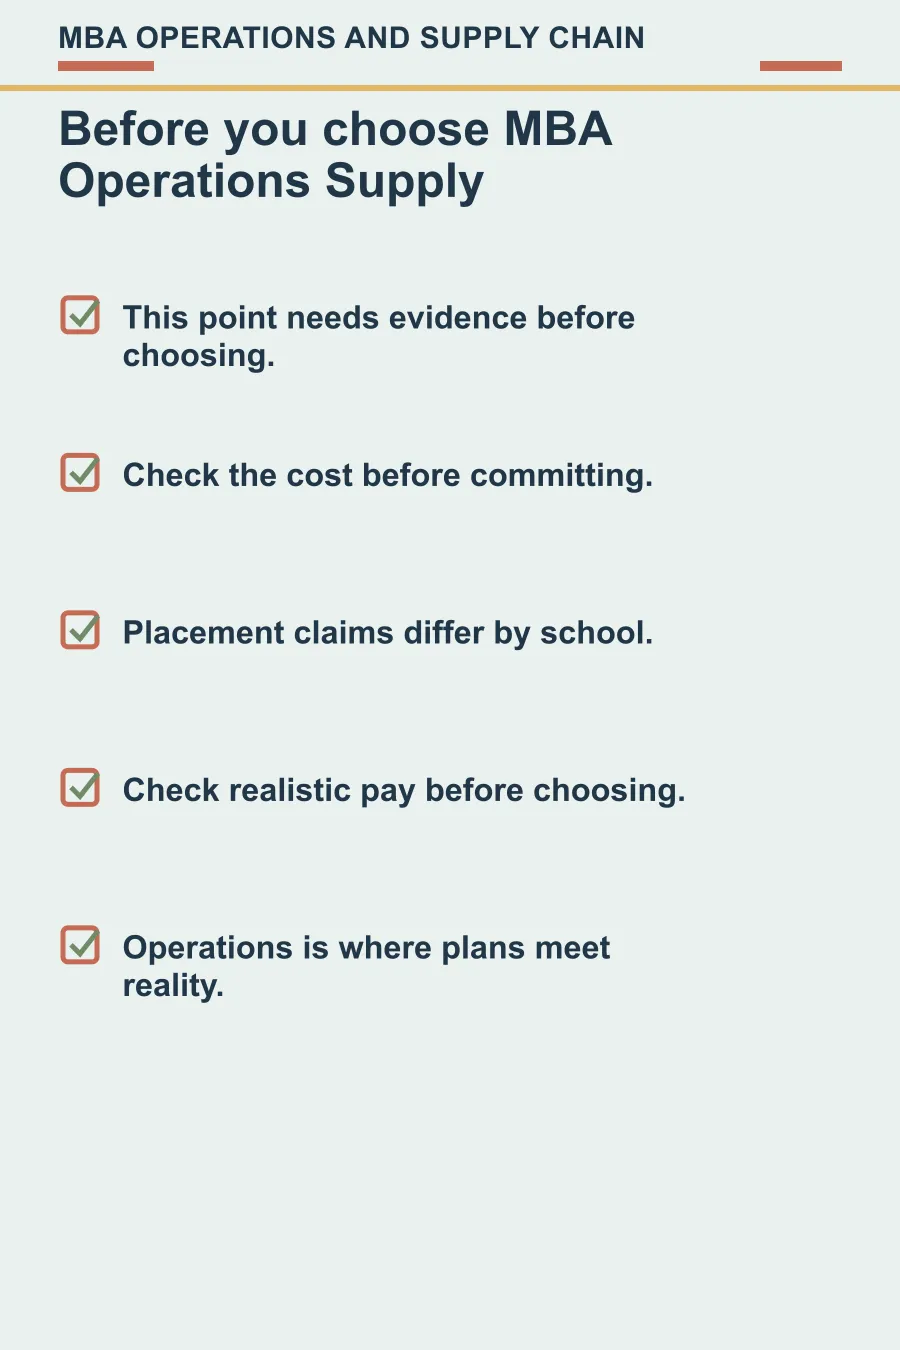 MBA OPERATIONS AND SUPPLY CHAIN
Before you choose MBA
Operations Supply
This point needs evidence before
choosing.
Check the cost before committing.
Placement claims differ by school.
Check realistic pay before choosing.
Operations is where plans meet
reality.